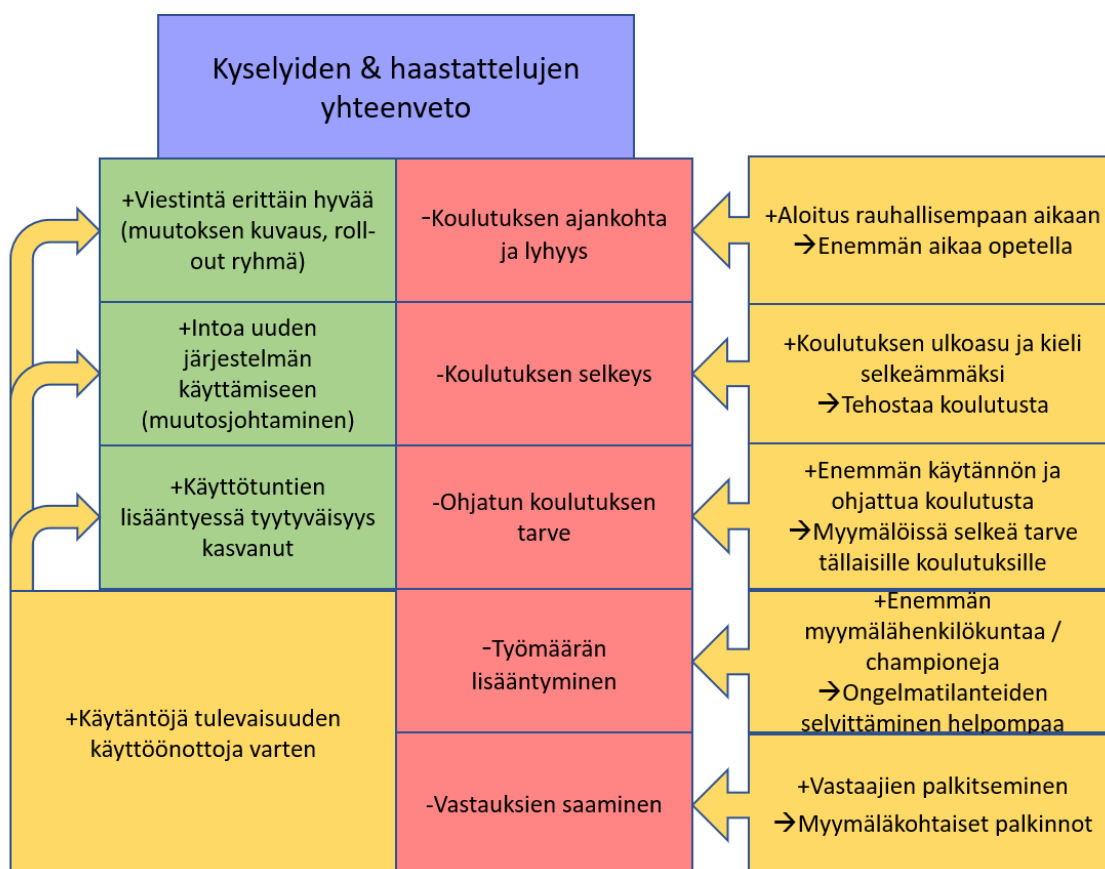 Kyselyiden & haastattelujen
yhteenveto
+Viestintä erittäin hyvää
(muutoksen kuvaus, roll-
out ryhmä)
-Koulutuksen ajankohta
ja lyhyys
+Aloitus rauhallisempaan aikaan
→Enemmän aikaa opetella
+Intoa uuden
järjestelmän
käyttämiseen
(muutosjohtaminen)
-Koulutuksen selkeys
+Koulutuksen ulkoasu ja kieli
selkeämmäksi
→Tehostaa koulutusta
+Käyttötuntien
lisääntyessä tyytyväisyys
kasvanut
-Ohjatun koulutuksen
tarve
+Enemmän käytännön ja
ohjattua koulutusta
→Myymälöissä selkeä tarve
tällaisille koulutuksille
+Käytäntöjä tulevaisuuden
käyttöönottoja varten
-Työmäärän
lisääntyminen
+Enemmän
myymälähenkilökuntaa /
championeja
→Ongelmatilanteiden
selvittäminen helpompaa
-Vastauksien saaminen
+Vastaajien palkitseminen
→Myymäläkohtaiset palkinnot